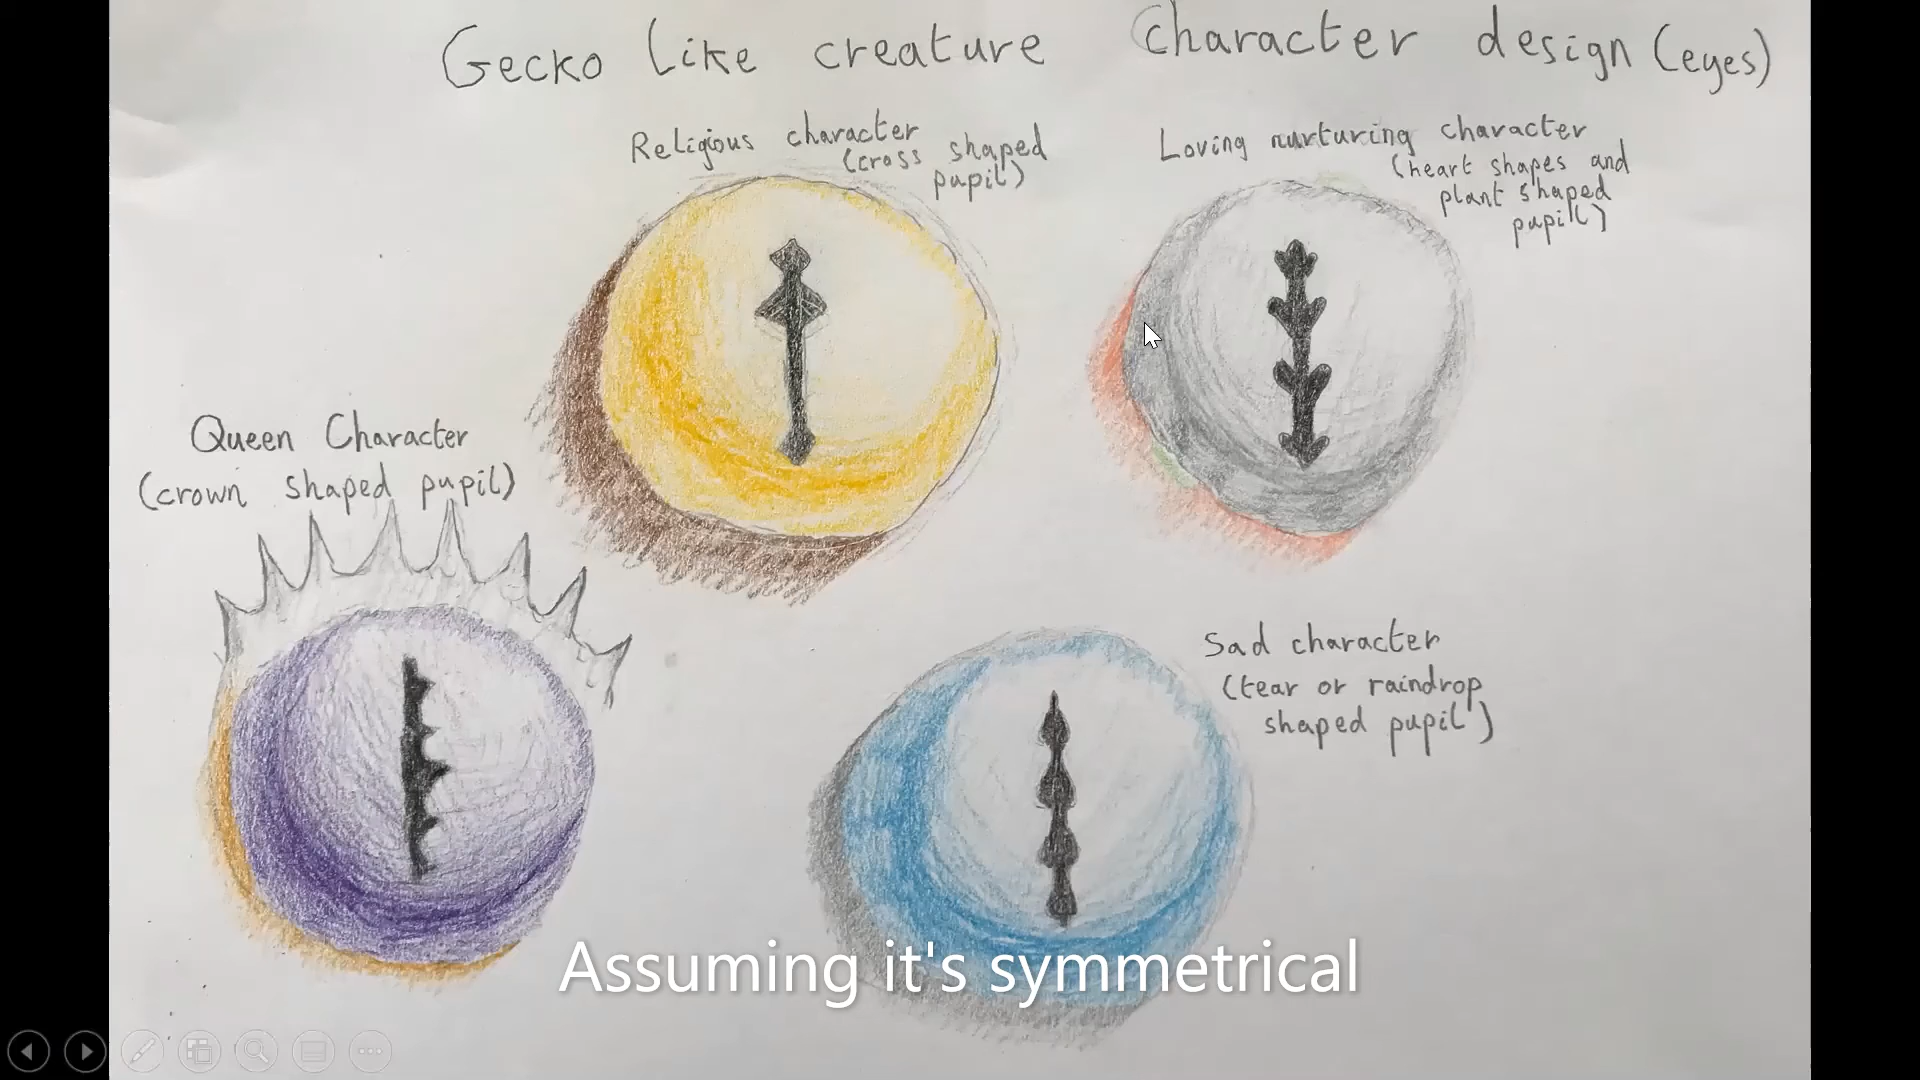 Gecko like creature character design (eyes)
Religious character
(cross shaped
pupil)
Loving nurturing character
(heart shapes and
plant shaped
pupil)
Queen Character
(crown shaped pupil)
Sad character
(tear or raindrop
shaped pupil)
Assuming it's symmetrical